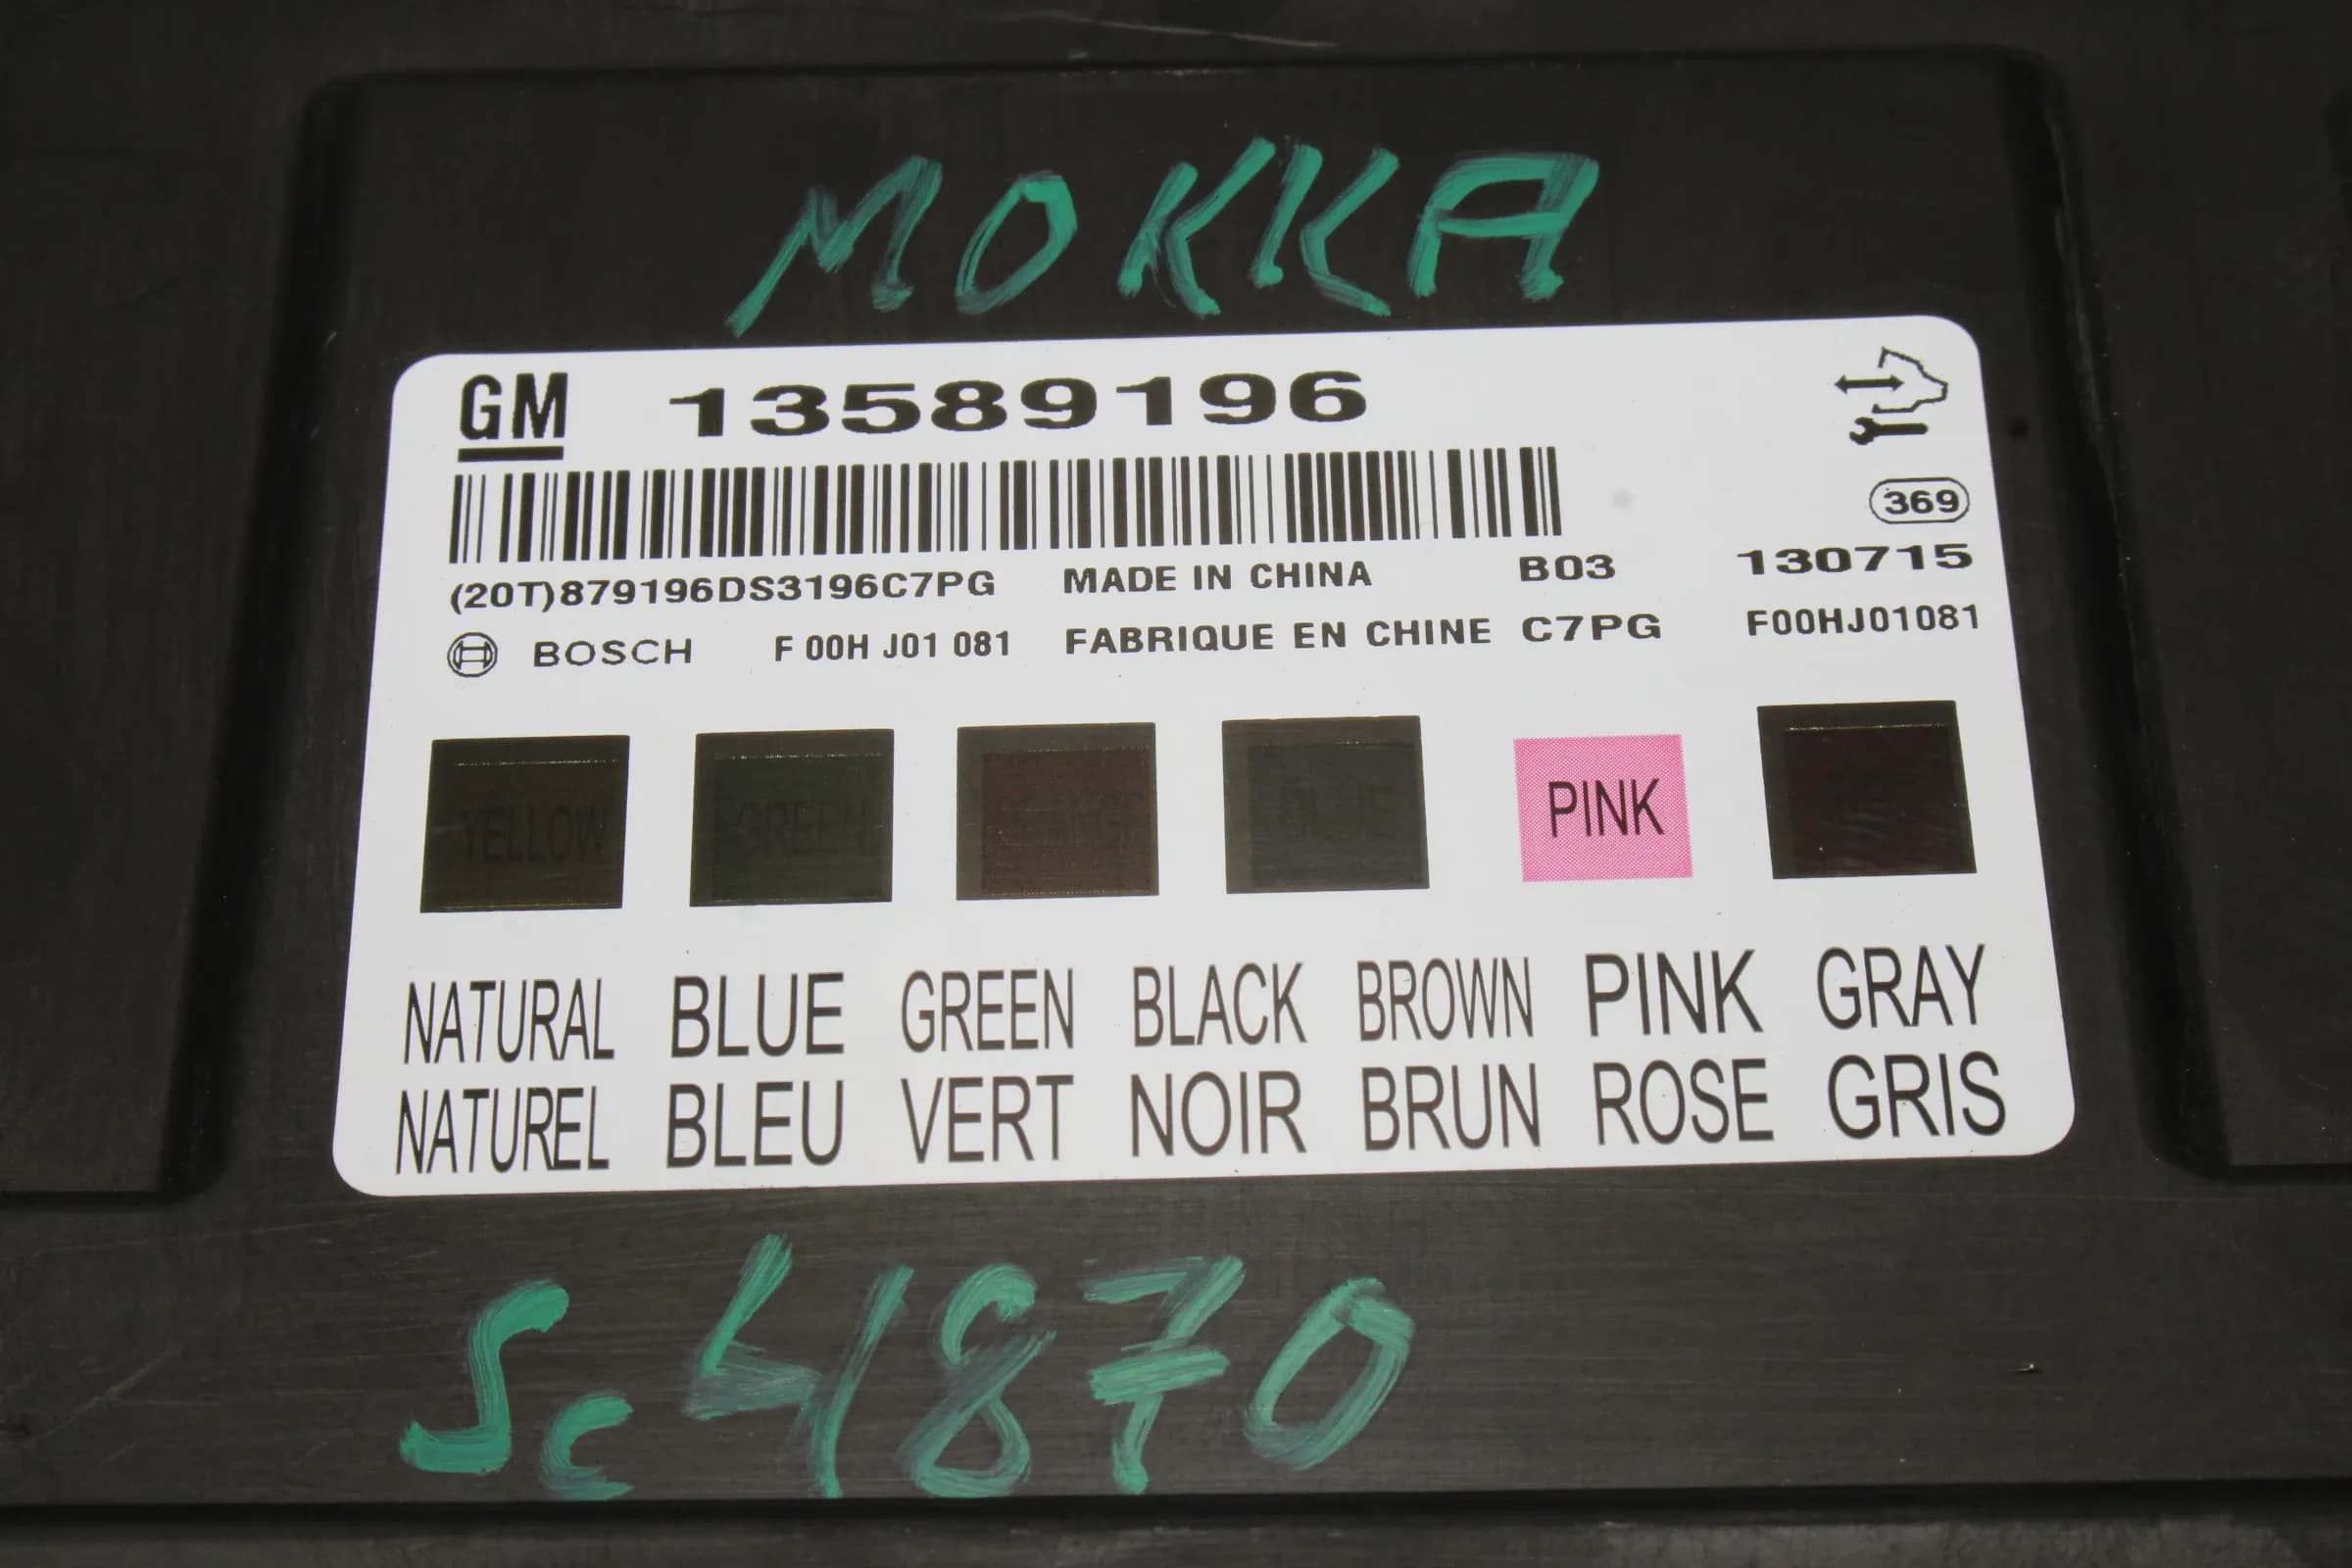 MOKKA
GM 13589196
369
(20T)879196DS3196C7PG MADE IN CHINA B03 130715
BOSCH F 00H J01 081 FABRIQUE EN CHINE C7PG F00HJ01081
YELLOW GREEN BLUE PINK
NATURAL BLUE GREEN BLACK BROWN PINK GRAY
NATUREL BLEU VERT NOIR BRUN ROSE GRIS
Sc 4870